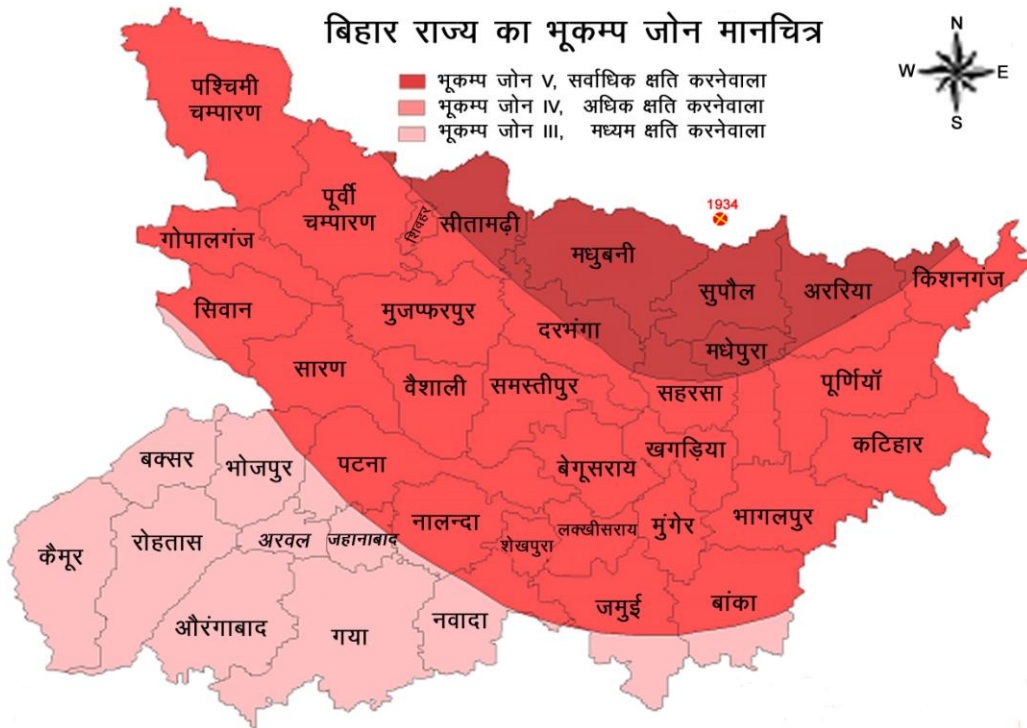 बिहार राज्य का भूकम्प जोन मानचित्र
N
W E
S
भूकम्प जोन V, सर्वाधिक क्षति करनेवाला
भूकम्प जोन IV, अधिक क्षति करनेवाला
भूकम्प जोन III, मध्यम क्षति करनेवाला
पश्चिमी
चम्पारण
पूर्वी
चम्पारण
शिवहर
सीतामढ़ी
1934
मधुबनी
गोपालगंज
सुपौल
अररिया
किशनगंज
सिवान
मुजफ्फरपुर
दरभंगा
मधेपुरा
सारण
वैशाली
समस्तीपुर
सहरसा
पूर्णियॉ
कटिहार
बक्सर
भोजपुर
पटना
बेगूसराय
खगड़िया
कैमूर
रोहतास
अरवल
जहानाबाद
नालन्दा
शेखपुरा
लक्खीसराय
मुंगेर
भागलपुर
औरंगाबाद
गया
नवादा
जमुई
बांका